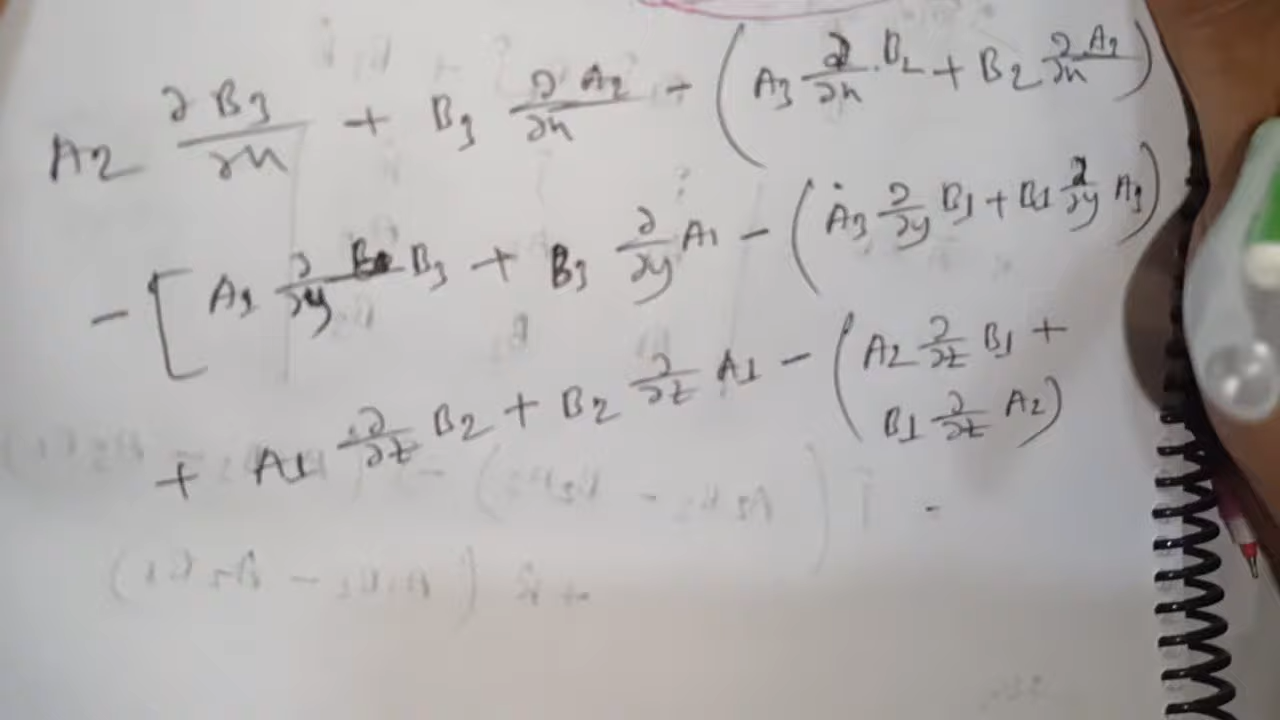 A2 ∂B3/∂x + B3 ∂A2/∂x - (A3 ∂/∂x B2 + B2 ∂A3/∂x)
- [A1 ∂/∂y B3 + B3 ∂/∂y A1 - (A3 ∂/∂y B1 + B1 ∂/∂y A3)
+ A1 ∂/∂z B2 + B2 ∂/∂z A1 - (A2 ∂/∂z B1 +
B1 ∂/∂z A2)